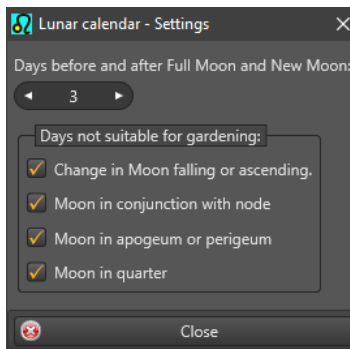 Lunar calendar - Settings
Days before and after Full Moon and New Moon:
3
Days not suitable for gardening:
Change in Moon falling or ascending.
Moon in conjunction with node
Moon in apogeum or perigeum
Moon in quarter
Close